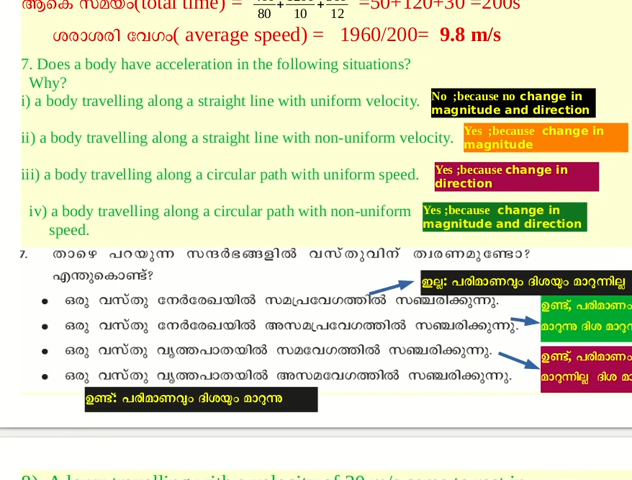 ആകെ സമയം(total time) = /80 + /10 + /12 =50+120+30 =200s
ശരാശരി വേഗം( average speed) = 1960/200= 9.8 m/s
7. Does a body have acceleration in the following situations?
Why?
i) a body travelling along a straight line with uniform velocity. No ;because no change in
magnitude and direction
ii) a body travelling along a straight line with non-uniform velocity. Yes ;because change in
magnitude
iii) a body travelling along a circular path with uniform speed. Yes ;because change in
direction
iv) a body travelling along a circular path with non-uniform Yes ;because change in
speed. magnitude and direction
7. താഴെ പറയുന്ന സന്ദർഭങ്ങളിൽ വസ്തുവിന് ത്വരണമുണ്ടോ?
എന്തുകൊണ്ട്?
ഇല്ല: പരിമാണവും ദിശയും മാറുന്നില്ല
• ഒരു വസ്തു നേർരേഖയിൽ സമപ്രവേഗത്തിൽ സഞ്ചരിക്കുന്നു.
ഉണ്ട്, പരിമാണം
• ഒരു വസ്തു നേർരേഖയിൽ അസമപ്രവേഗത്തിൽ സഞ്ചരിക്കുന്നു. മാറുന്നു ദിശ
• ഒരു വസ്തു വൃത്തപാതയിൽ സമവേഗത്തിൽ സഞ്ചരിക്കുന്നു. ഉണ്ട്, പരിമാണം
• ഒരു വസ്തു വൃത്തപാതയിൽ അസമവേഗത്തിൽ സഞ്ചരിക്കുന്നു. മാറുന്നില്ല ദിശ
ഉണ്ട്: പരിമാണവും ദിശയും മാറുന്നു